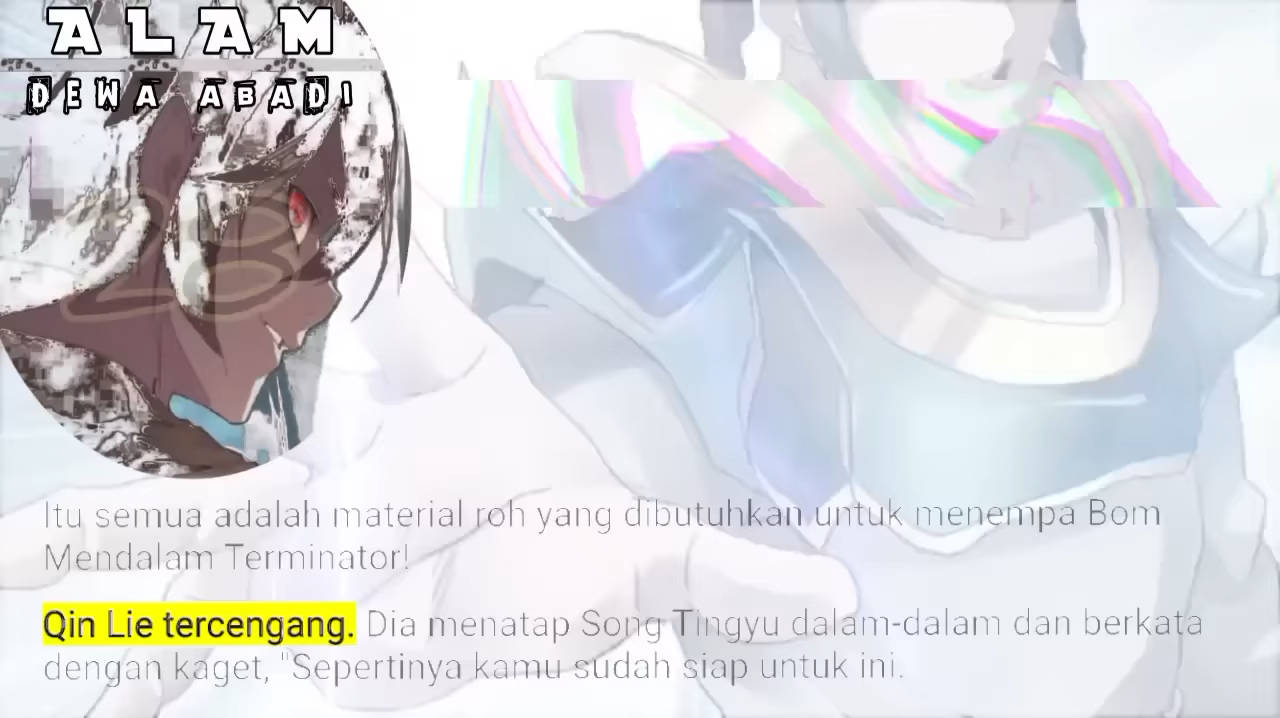 ALAM
DEWA ABADI
Itu semua adalah material roh yang dibutuhkan untuk menempa Bom
Mendalam Terminator!
Qin Lie tercengang. Dia menatap Song Tingyu dalam-dalam dan berkata
dengan kaget, "Sepertinya kamu sudah siap untuk ini.